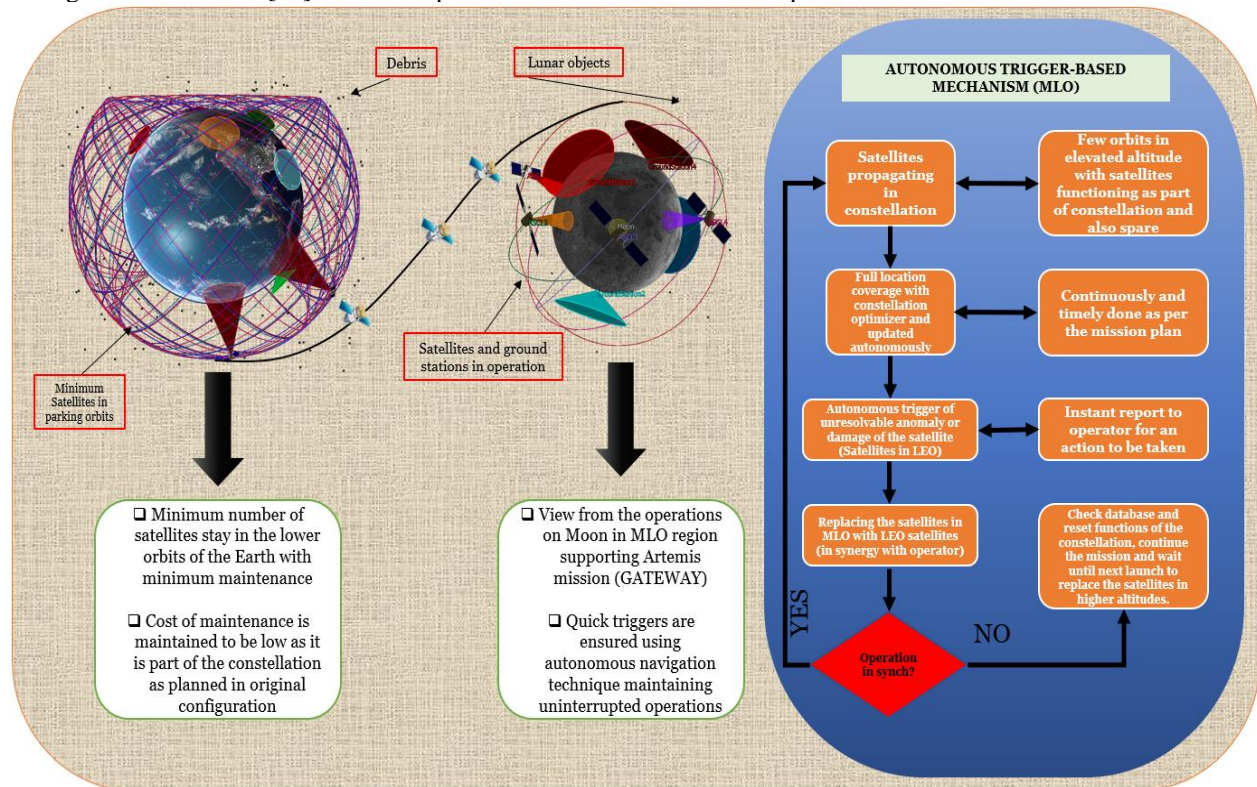 Debris
Lunar objects
Minimum
Satellites in
parking orbits
Satellites and ground
stations in operation
Moon
❑ Minimum number of
satellites stay in the lower
orbits of the Earth with
minimum maintenance
❑ Cost of maintenance is
maintained to be low as it
is part of the constellation
as planned in original
configuration
❑ View from the operations
on Moon in MLO region
supporting Artemis
mission (GATEWAY)
❑ Quick triggers are
ensured using
autonomous navigation
technique maintaining
uninterrupted operations
AUTONOMOUS TRIGGER-BASED
MECHANISM (MLO)
Satellites
propagating
in
constellation
Few orbits in
elevated altitude
with satellites
functioning as part
of constellation and
also spare
Full location
coverage with
constellation
optimizer and
updated
autonomously
Continuously and
timely done as per
the mission plan
Autonomous trigger of
unresolvable anomaly or
damage of the satellite
(Satellites in LEO)
Instant report to
operator for an
action to be taken
Replacing the satellites in
MLO with LEO satellites
(in synergy with operator)
Check database and
reset functions of the
constellation, continue
the mission and wait
until next launch to
replace the satellites in
higher altitudes.
YES
NO
Operation
in synch?